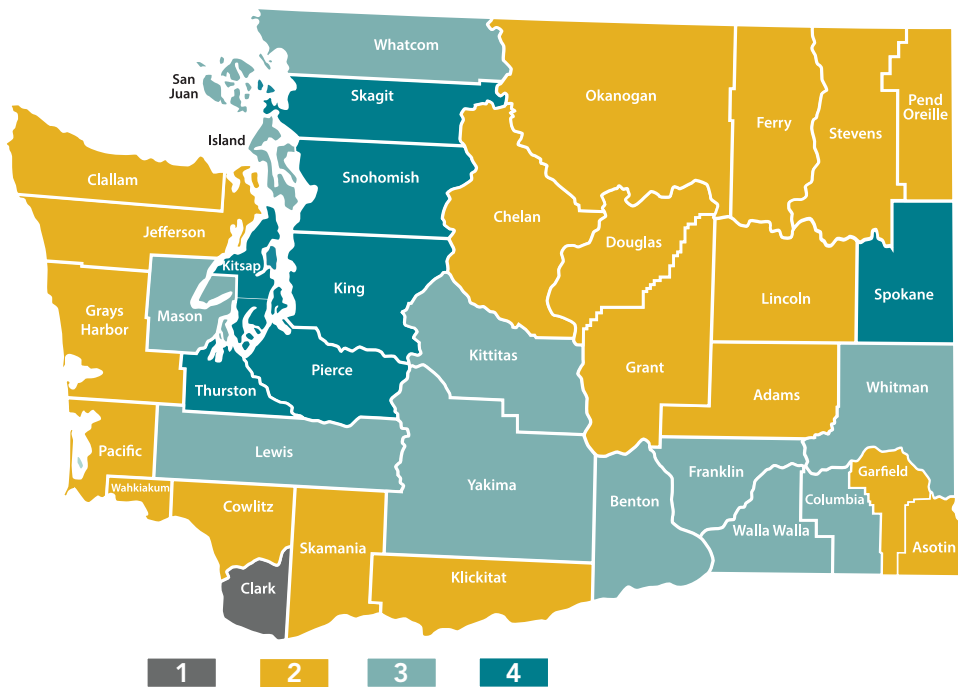 Whatcom
San
Juan
Skagit
Okanogan
Ferry
Stevens
Pend
Oreille
Island
Snohomish
Clallam
Chelan
Jefferson
Douglas
Kitsap
King
Lincoln
Spokane
Grays
Harbor
Mason
Kittitas
Grant
Pierce
Thurston
Adams
Whitman
Pacific
Lewis
Franklin
Garfield
Wahkiakum
Cowlitz
Yakima
Benton
Columbia
Walla Walla
Skamania
Asotin
Klickitat
Clark
1 2 3 4